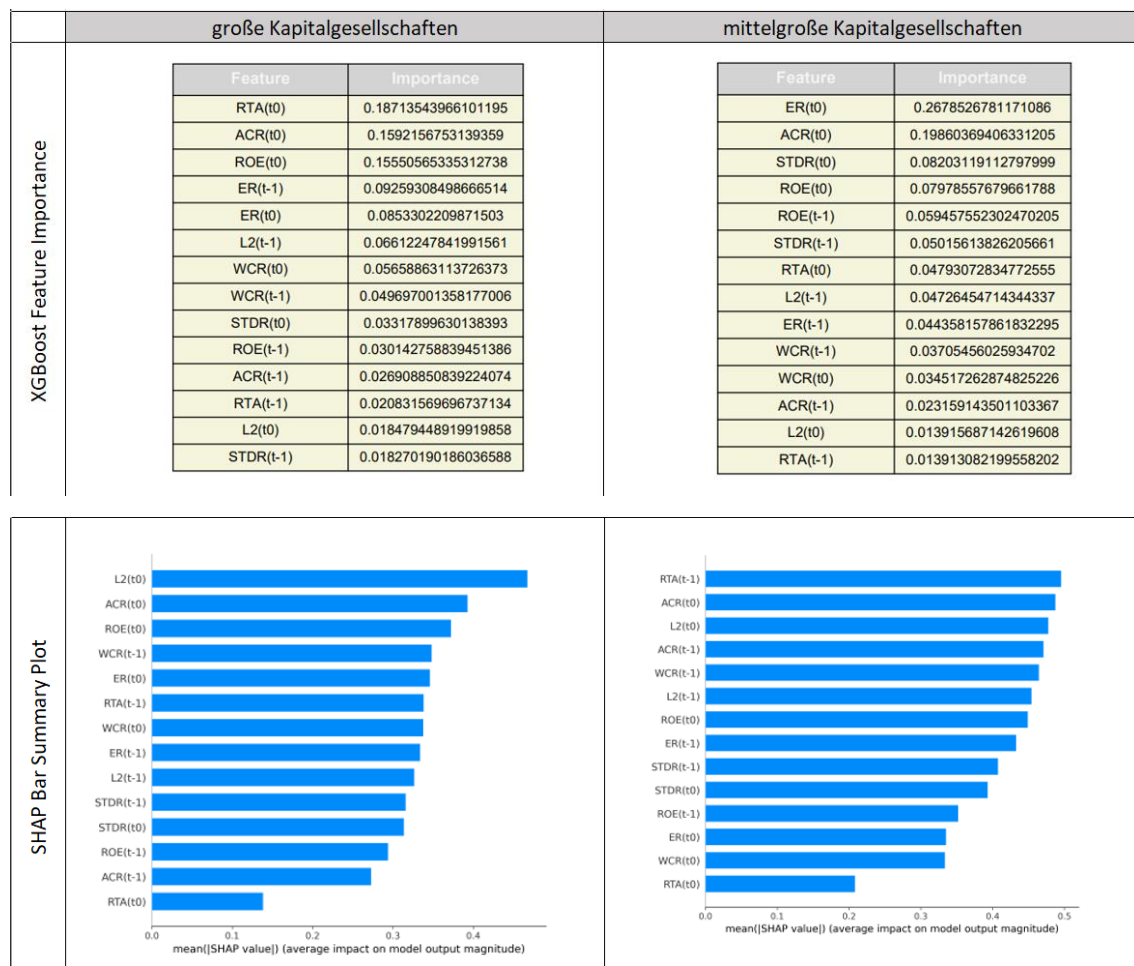 große Kapitalgesellschaften
mittelgroße Kapitalgesellschaften
XGBoost Feature Importance
Feature Importance
RTA(t0) 0.18713543966101195
ACR(t0) 0.1592156753139359
ROE(t0) 0.15550565335312738
ER(t-1) 0.09259308498666514
ER(t0) 0.0853302209871503
L2(t-1) 0.06612247841991561
WCR(t0) 0.05658863113726373
WCR(t-1) 0.049697001358177006
STDR(t0) 0.03317899630138393
ROE(t-1) 0.030142758839451386
ACR(t-1) 0.026908850839224074
RTA(t-1) 0.020831569696737134
L2(t0) 0.018479448919919858
STDR(t-1) 0.018270190186036588
Feature Importance
ER(t0) 0.2678526781171086
ACR(t0) 0.19860369406331205
STDR(t0) 0.08203119112797999
ROE(t0) 0.07978557679661788
ROE(t-1) 0.059457552302470205
STDR(t-1) 0.05015613826205661
RTA(t0) 0.04793072834772555
L2(t-1) 0.04726454714344337
ER(t-1) 0.044358157861832295
WCR(t-1) 0.03705456025934702
WCR(t0) 0.034517262874825226
ACR(t-1) 0.023159143501103367
L2(t0) 0.013915687142619608
RTA(t-1) 0.013913082199558202
SHAP Bar Summary Plot
L2(t0)
ACR(t0)
ROE(t0)
WCR(t-1)
ER(t0)
RTA(t-1)
WCR(t0)
ER(t-1)
L2(t-1)
STDR(t-1)
STDR(t0)
ROE(t-1)
ACR(t-1)
RTA(t0)
0.0 0.1 0.2 0.3 0.4
mean(|SHAP value|) (average impact on model output magnitude)
RTA(t-1)
ACR(t0)
L2(t0)
ACR(t-1)
WCR(t-1)
L2(t-1)
ROE(t0)
ER(t-1)
STDR(t-1)
STDR(t0)
ROE(t-1)
ER(t0)
WCR(t0)
RTA(t0)
0.0 0.1 0.2 0.3 0.4 0.5
mean(|SHAP value|) (average impact on model output magnitude)